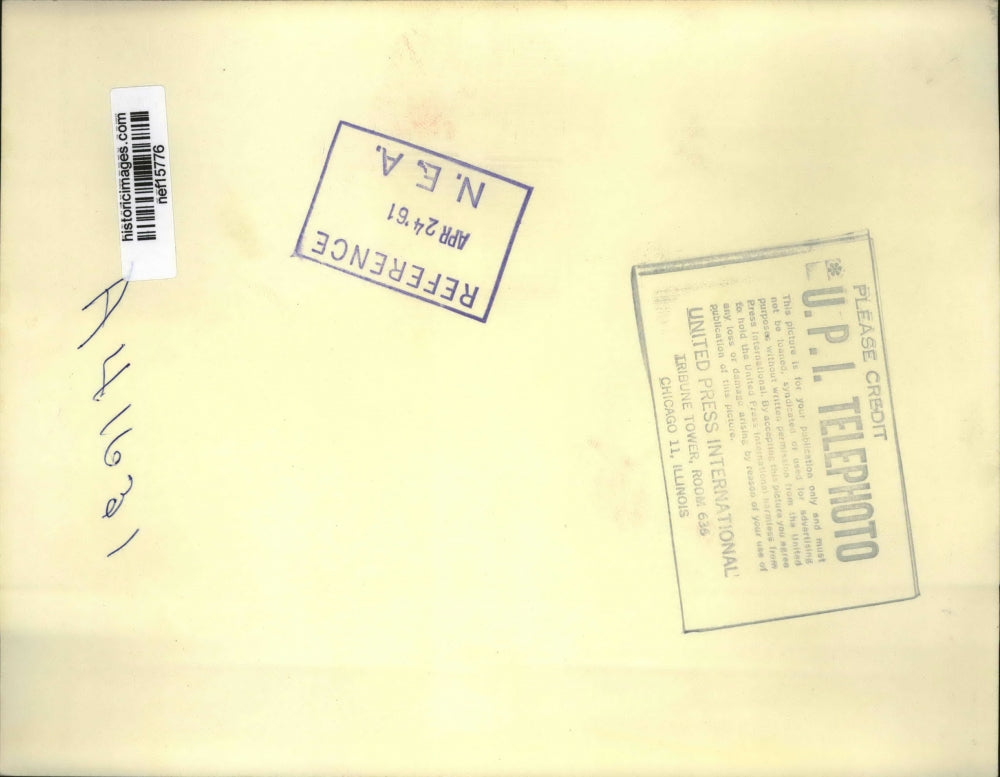 historicimages.com
nef15776
REFERENCE
APR 24 '61
N. E. A.
PLEASE CREDIT
U. P. I. TELEPHOTO
This picture is for your publication only and must
not be loaned, syndicated or used for advertising
purposes without written permission from the United
Press International. By accepting this picture you agree
to hold the United Press International harmless from
any loss or damage arising by reason of your use of
publication of this picture.
UNITED PRESS INTERNATIONAL
TRIBUNE TOWER, ROOM 636
CHICAGO 11, ILLINOIS